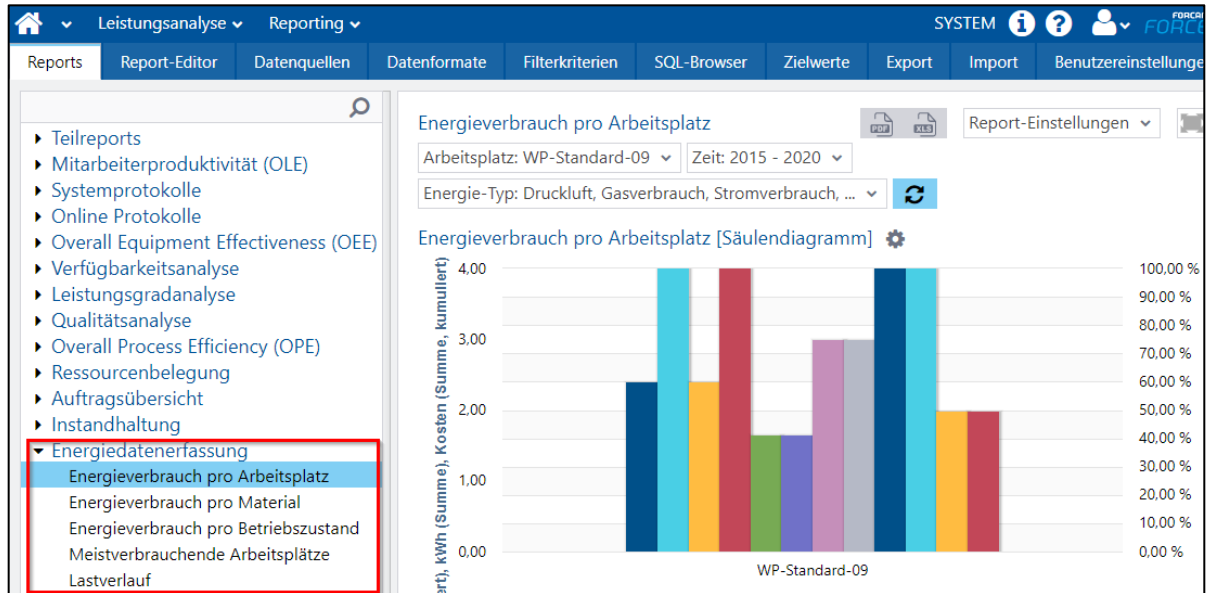 Leistungsanalyse Reporting SYSTEM
Reports Report-Editor Datenquellen Datenformate Filterkriterien SQL-Browser Zielwerte Export Import
Teilreports
Mitarbeiterproduktivität (OLE)
Systemprotokolle
Online Protokolle
Overall Equipment Effectiveness (OEE)
Verfügbarkeitsanalyse
Leistungsgradanalyse
Qualitätsanalyse
Overall Process Efficiency (OPE)
Ressourcenbelegung
Auftragsübersicht
Instandhaltung
Energiedatenerfassung
Energieverbrauch pro Arbeitsplatz
Energieverbrauch pro Material
Energieverbrauch pro Betriebszustand
Meistverbrauchende Arbeitsplätze
Lastverlauf
Energieverbrauch pro Arbeitsplatz PDF XLS Report-Einstellungen
Arbeitsplatz: WP-Standard-09 Zeit: 2015 - 2020
Energie-Typ: Druckluft, Gasverbrauch, Stromverbrauch, ...
Energieverbrauch pro Arbeitsplatz [Säulendiagramm]
kWh (Summe), Kosten (Summe, kumuliert)
4,00
3,00
2,00
1,00
0,00
100,00 %
90,00 %
80,00 %
70,00 %
60,00 %
50,00 %
40,00 %
30,00 %
20,00 %
10,00 %
0,00 %
WP-Standard-09